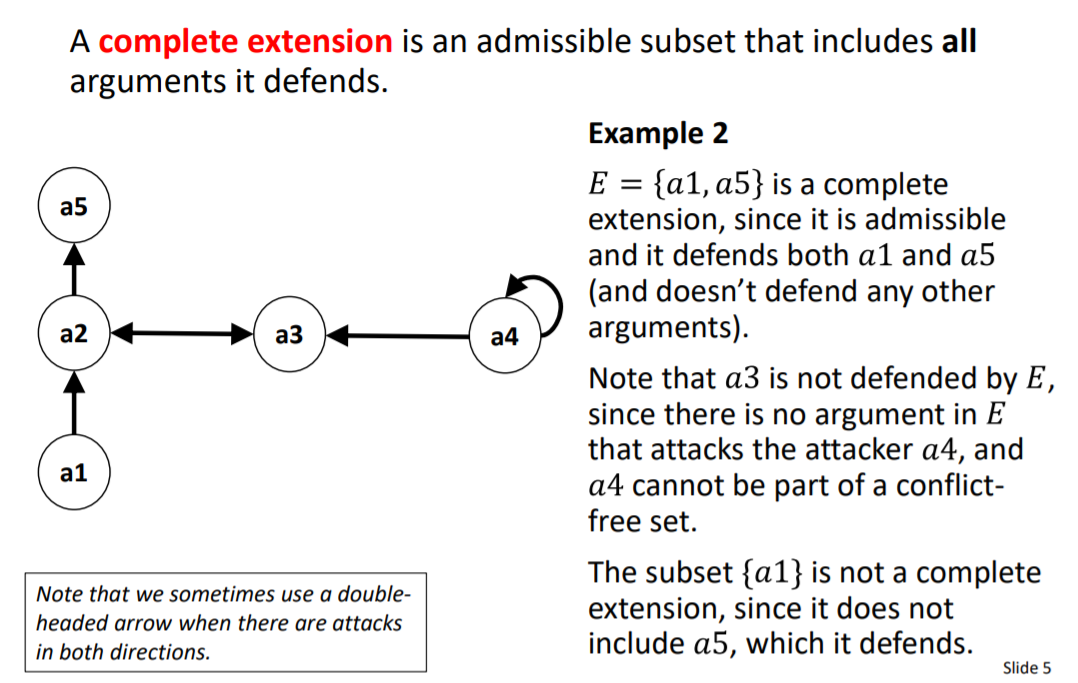 A complete extension is an admissible subset that includes all
arguments it defends.
Example 2
E = {a1, a5} is a complete
extension, since it is admissible
and it defends both a1 and a5
(and doesn’t defend any other
arguments).
Note that a3 is not defended by E,
since there is no argument in E
that attacks the attacker a4, and
a4 cannot be part of a conflict-
free set.
The subset {a1} is not a complete
extension, since it does not
include a5, which it defends.
a5
a2
a3
a4
a1
Note that we sometimes use a double-
headed arrow when there are attacks
in both directions.
Slide 5